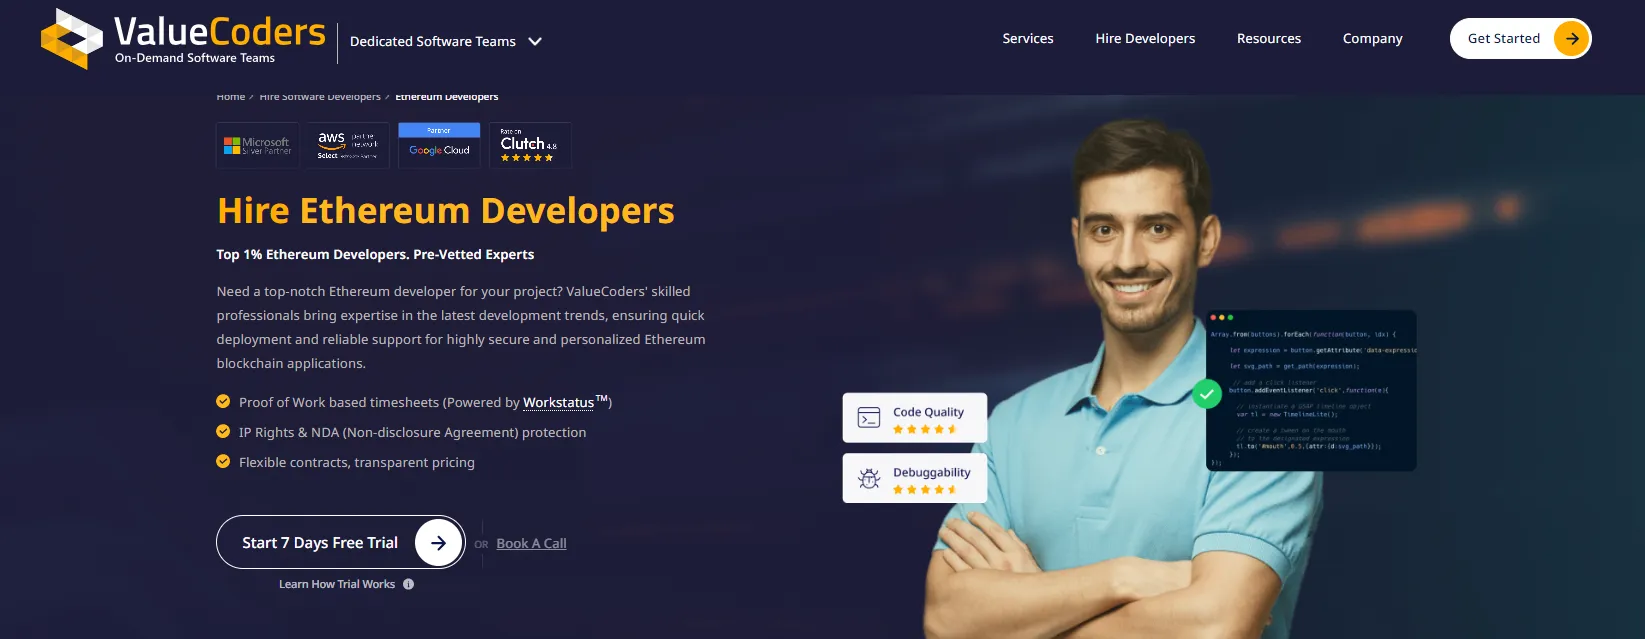 ValueCoders
On-Demand Software Teams
Dedicated Software Teams
Services
Hire Developers
Resources
Company
Get Started
Home
Hire Software Developers
Ethereum Developers
Microsoft
Silver Partner
aws
partner
network
Select
Partner
Google Cloud
Rate on
Clutch 4.8
Hire Ethereum Developers
Top 1% Ethereum Developers. Pre-Vetted Experts
Need a top-notch Ethereum developer for your project? ValueCoders' skilled
professionals bring expertise in the latest development trends, ensuring quick
deployment and reliable support for highly secure and personalized Ethereum
blockchain applications.
Proof of Work based timesheets (Powered by Workstatus™)
IP Rights & NDA (Non-disclosure Agreement) protection
Flexible contracts, transparent pricing
Start 7 Days Free Trial
OR
Book A Call
Learn How Trial Works
Code Quality
Debuggability
Array.from(buttons).forEach(function(button, idx) {
let expression = button.getAttribute('data-expressio
let svg_path = get_path(expression);
// add a click listener
button.addEventListener('click',function(e){
// instantiate a GSAP timeline object
var tl = new TimelineLite();
// create a tween on the mouth
// to the designated expression
tl.to('#mouth',0.5,{attr:{d:svg_path}});
});
});